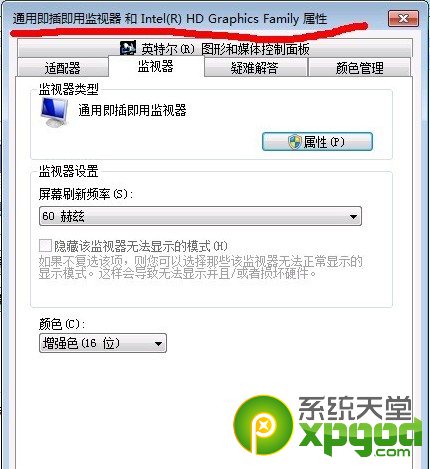 通用即插即用监视器 和 Intel(R) HD Graphics Family 属性
英特尔(R) 图形和媒体控制面板
适配器 监视器 疑难解答 颜色管理
监视器类型
通用即插即用监视器
属性(P)
监视器设置
屏幕刷新频率(S):
60 赫兹
隐藏该监视器无法显示的模式(H)
如果不复选该项，则您可以选择那些该监视器无法正常显示的
显示模式。这样会导致无法显示并且/或者损坏硬件。
颜色(C):
增强色(16 位)
系统天堂
xpgod.com